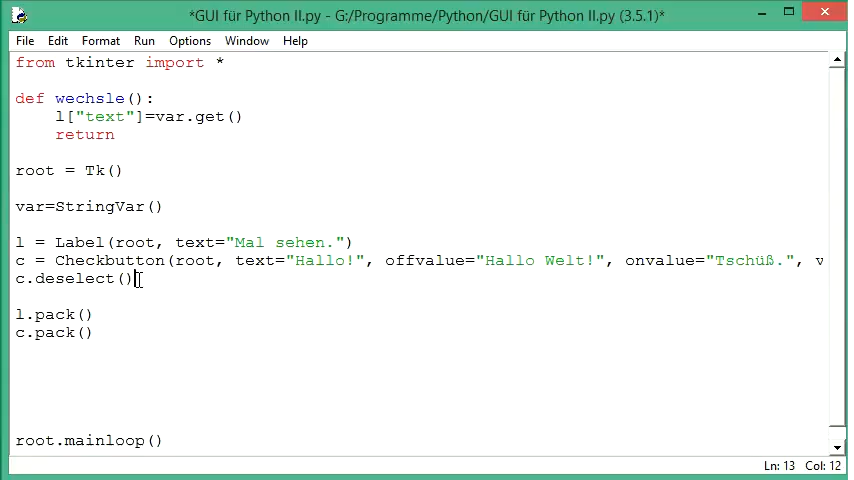 *GUI für Python II.py - G:/Programme/Python/GUI für Python II.py (3.5.1)*
File Edit Format Run Options Window Help
from tkinter import *
def wechsle():
    l["text"]=var.get()
    return
root = Tk()
var=StringVar()
l = Label(root, text="Mal sehen.")
c = Checkbutton(root, text="Hallo!", offvalue="Hallo Welt!", onvalue="Tschüß.", v
c.deselect()
l.pack()
c.pack()
root.mainloop()
Ln: 13 Col: 12